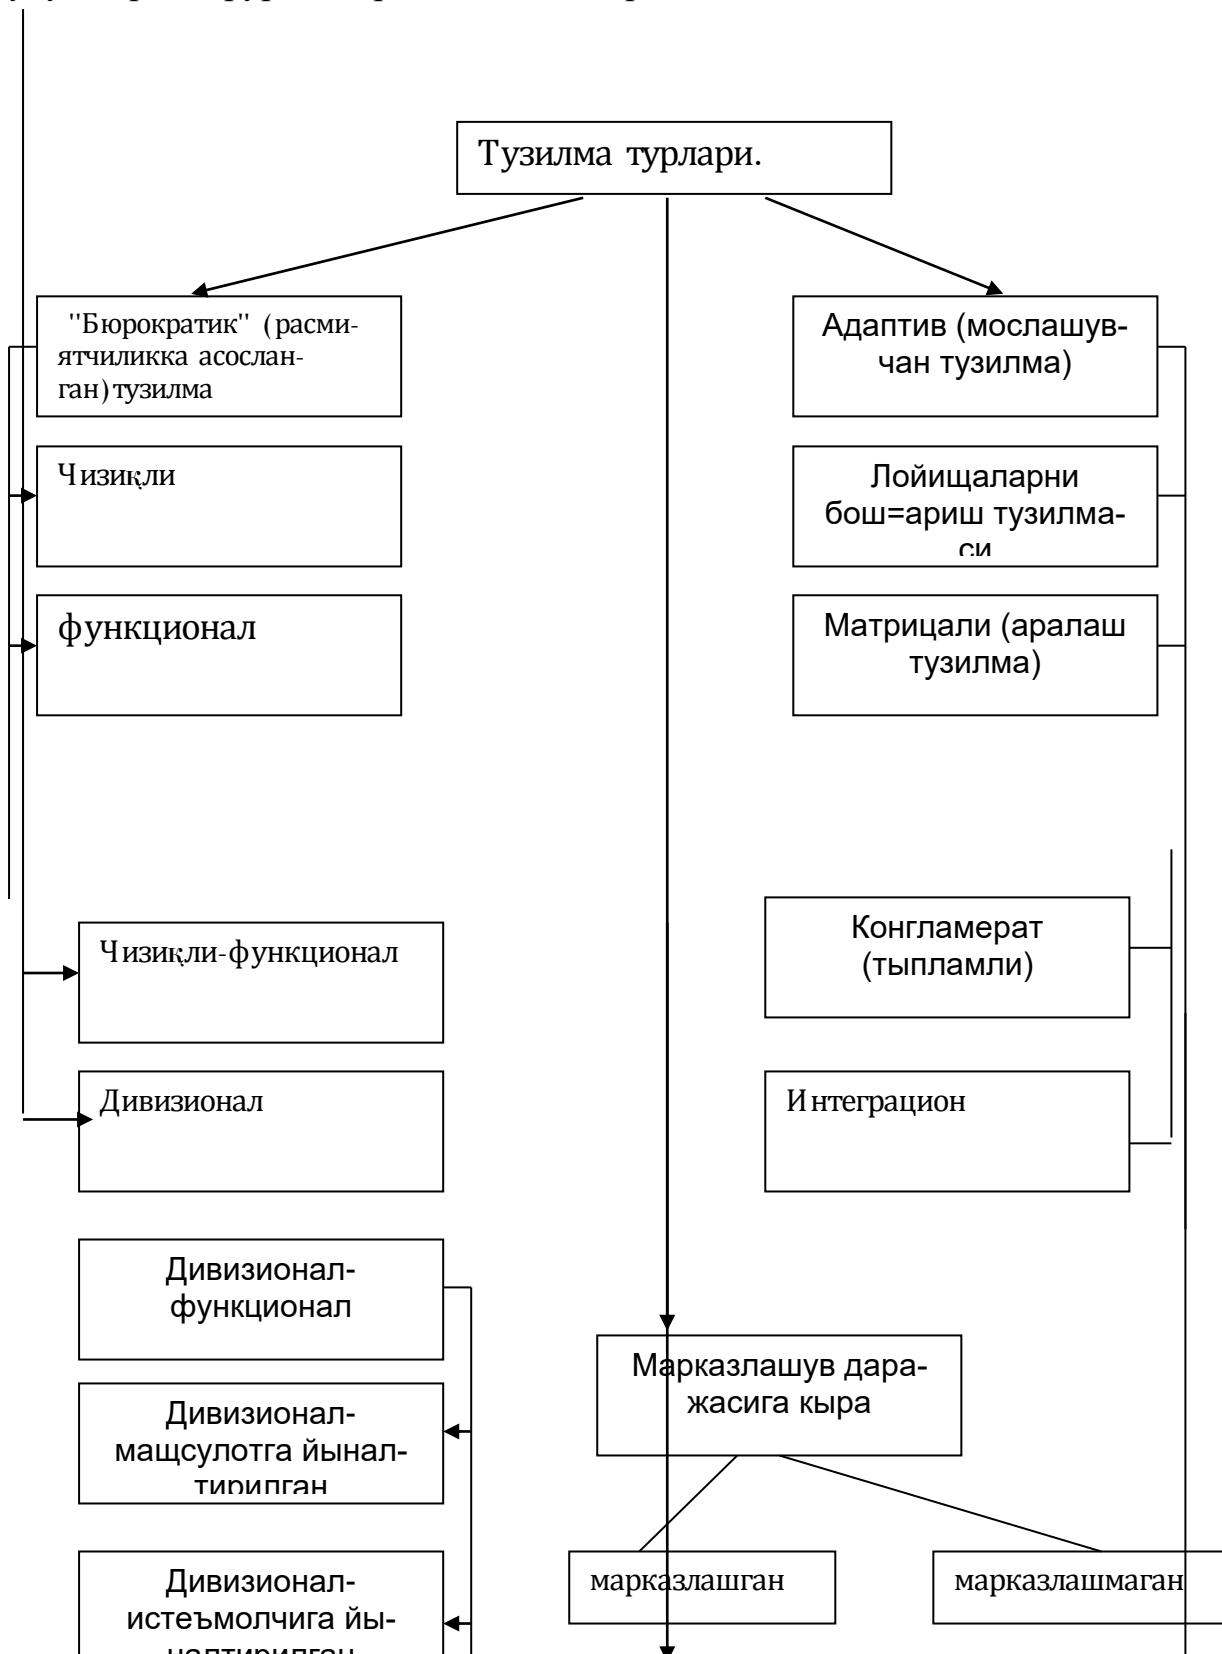 Тузилма турлари.
"Бюрократик" (расми-
ятчиликка асослан-
ган) тузилма
Адаптив (мослашув-
чан тузилма)
Чизиқли
Лойищаларни
бош=ариш тузилма-
си
функционал
Матрицали (аралаш
тузилма)
Чизиқли-функционал
Конгламерат
(тыпламли)
Дивизионал
Интеграцион
Дивизионал-
функционал
Марказлашув дара-
жасига кыра
Дивизионал-
мащсулотга йынал-
тирилган
марказлашган
марказлашмаган
Дивизионал-
истеъмолчига йы-
налтирилган